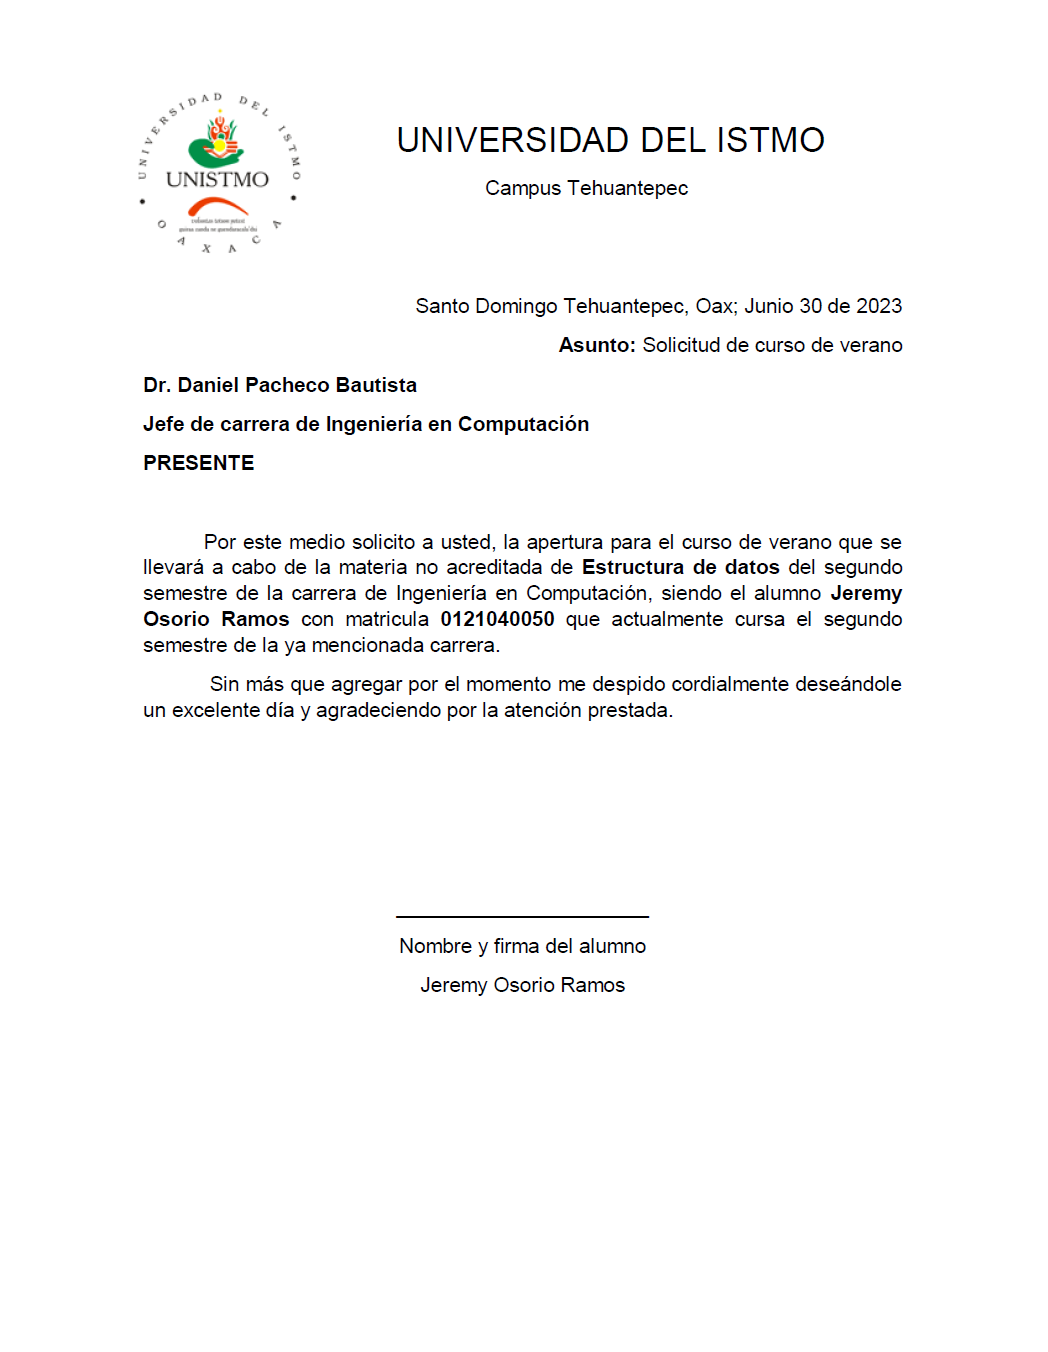 UNIVERSIDAD DEL ISTMO
UNISTMO
OAXACA
UNIVERSIDAD DEL ISTMO
Campus Tehuantepec
Santo Domingo Tehuantepec, Oax; Junio 30 de 2023
Asunto: Solicitud de curso de verano
Dr. Daniel Pacheco Bautista
Jefe de carrera de Ingeniería en Computación
PRESENTE
Por este medio solicito a usted, la apertura para el curso de verano que se
llevará a cabo de la materia no acreditada de Estructura de datos del segundo
semestre de la carrera de Ingeniería en Computación, siendo el alumno Jeremy
Osorio Ramos con matricula 0121040050 que actualmente cursa el segundo
semestre de la ya mencionada carrera.
Sin más que agregar por el momento me despido cordialmente deseándole
un excelente día y agradeciendo por la atención prestada.
Nombre y firma del alumno
Jeremy Osorio Ramos